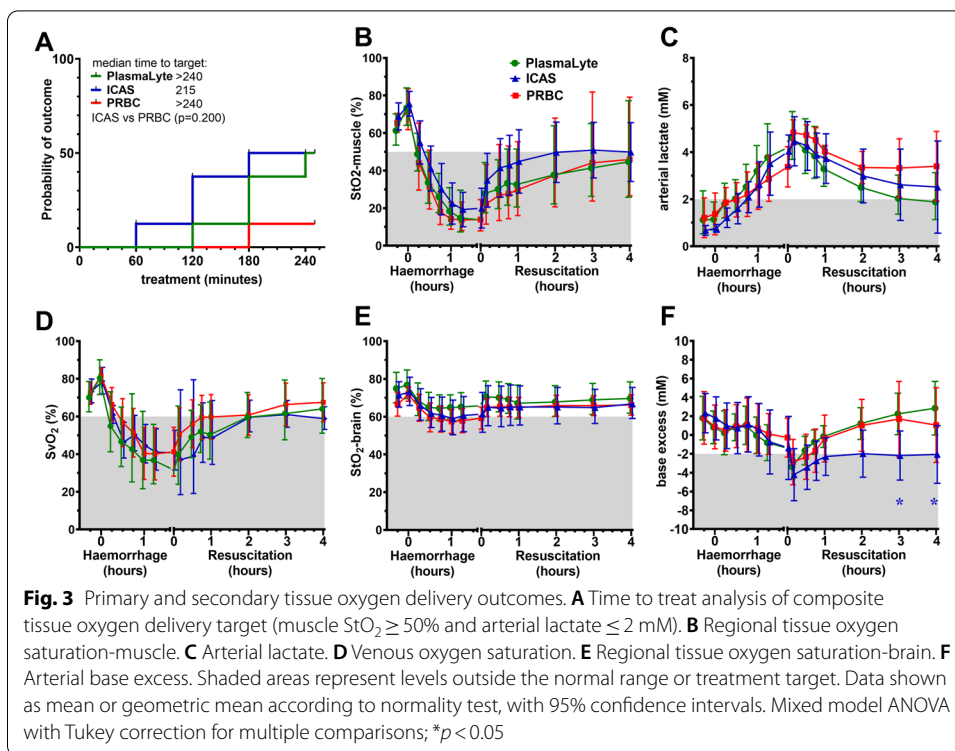 A
median time to target:
PlasmaLyte >240
ICAS 215
PRBC >240
ICAS vs PRBC (p=0.200)
Probability of outcome
100
50
0
0 60 120 180 240
treatment (minutes)
B
PlasmaLyte
ICAS
PRBC
StO2-muscle (%)
100
80
60
40
20
0
0 1 0 1 2 3 4
Haemorrhage Resuscitation
(hours) (hours)
C
arterial lactate (mM)
8
6
4
2
0
0 1 0 1 2 3 4
Haemorrhage Resuscitation
(hours) (hours)
D
SvO2 (%)
100
80
60
40
20
0
0 1 0 1 2 3 4
Haemorrhage Resuscitation
(hours) (hours)
E
StO2-brain (%)
100
80
60
40
20
0
0 1 0 1 2 3 4
Haemorrhage Resuscitation
(hours) (hours)
F
base excess (mM)
10
8
6
4
2
0
-2
-4
-6
-8
-10
* *
0 1 0 1 2 3 4
Haemorrhage Resuscitation
(hours) (hours)
Fig. 3 Primary and secondary tissue oxygen delivery outcomes. A Time to treat analysis of composite
tissue oxygen delivery target (muscle StO2 ≥ 50% and arterial lactate ≤ 2 mM). B Regional tissue oxygen
saturation-muscle. C Arterial lactate. D Venous oxygen saturation. E Regional tissue oxygen saturation-brain. F
Arterial base excess. Shaded areas represent levels outside the normal range or treatment target. Data shown
as mean or geometric mean according to normality test, with 95% confidence intervals. Mixed model ANOVA
with Tukey correction for multiple comparisons; *p < 0.05